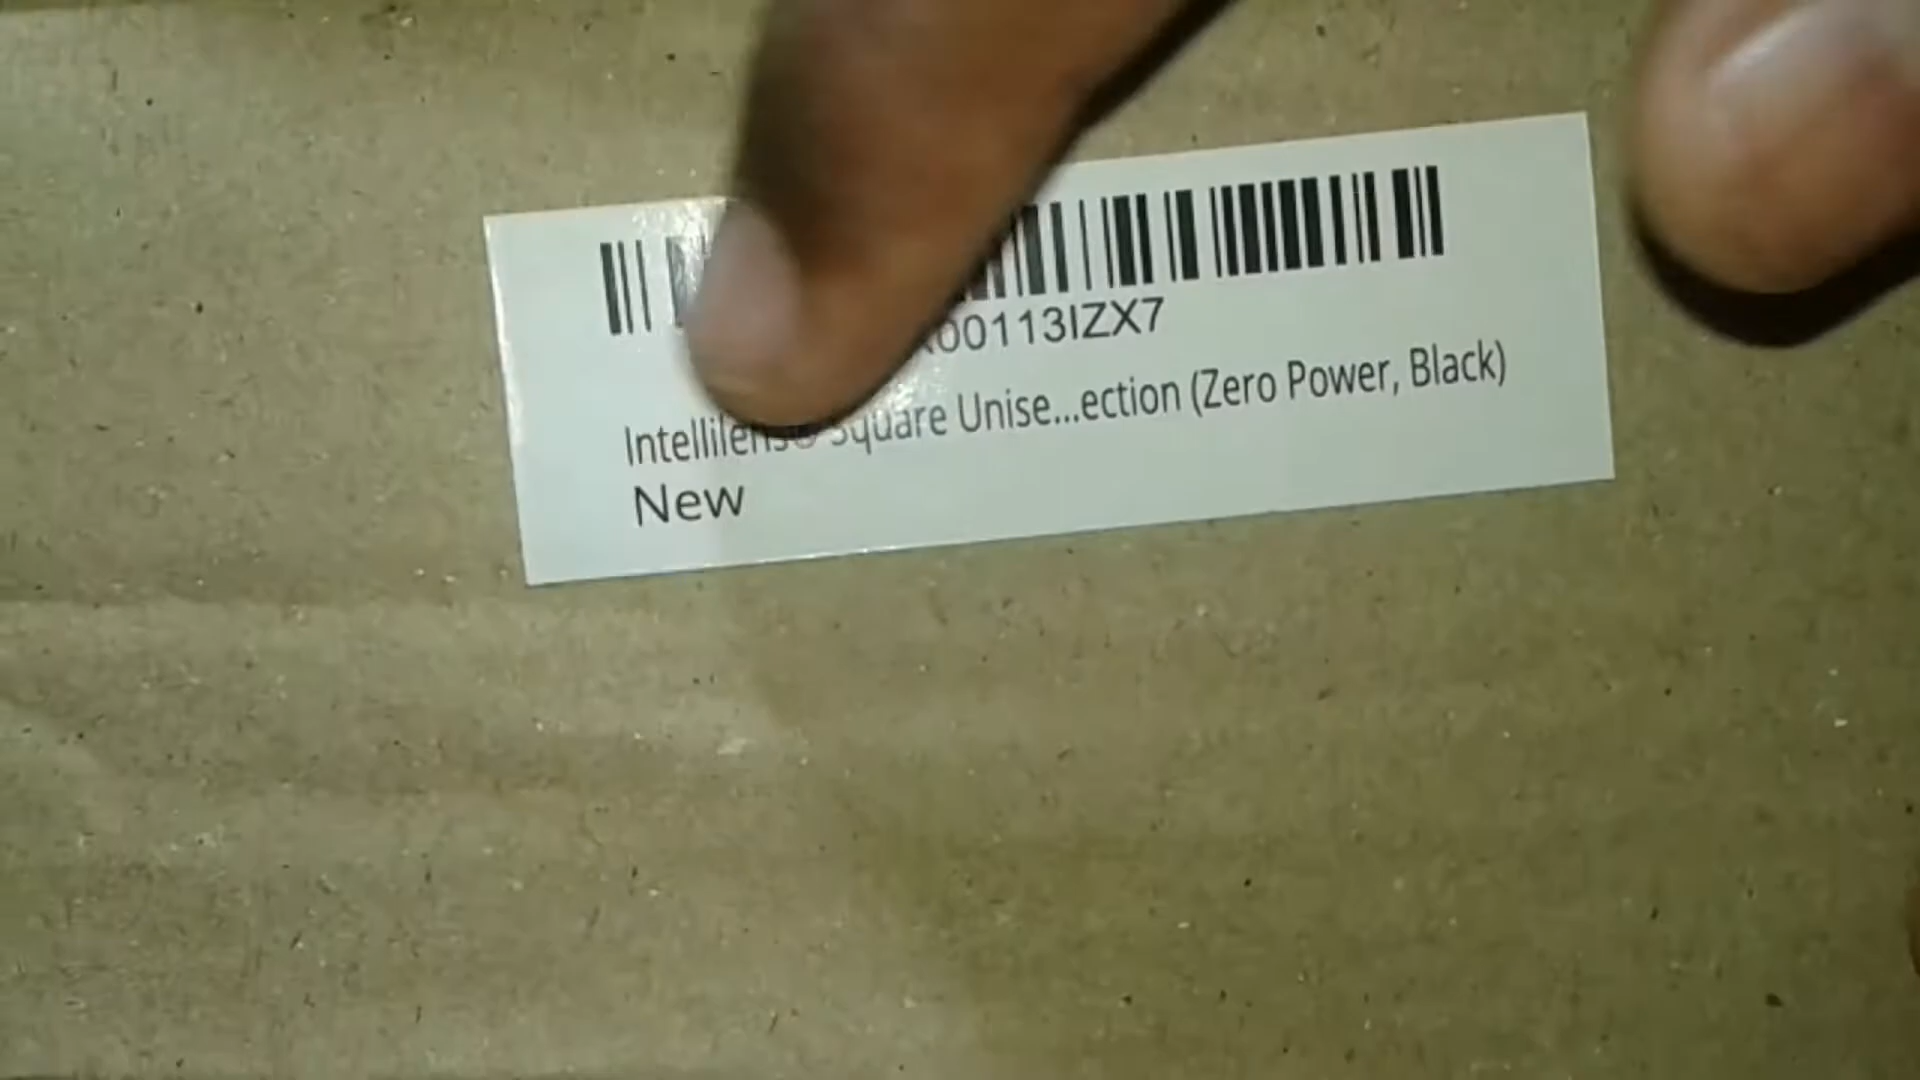 X00113IZX7
Intellilens® Square Unise...ection (Zero Power, Black)
New